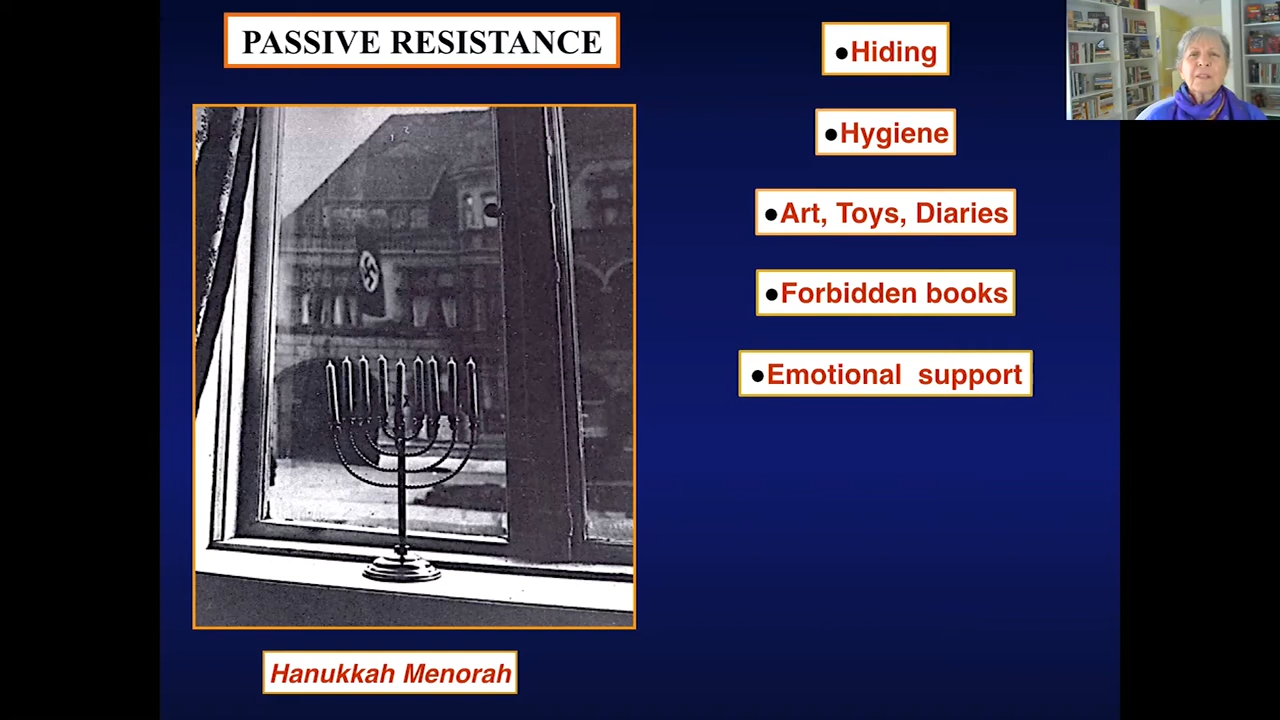 PASSIVE RESISTANCE
Hanukkah Menorah
●Hiding
●Hygiene
●Art, Toys, Diaries
●Forbidden books
●Emotional support